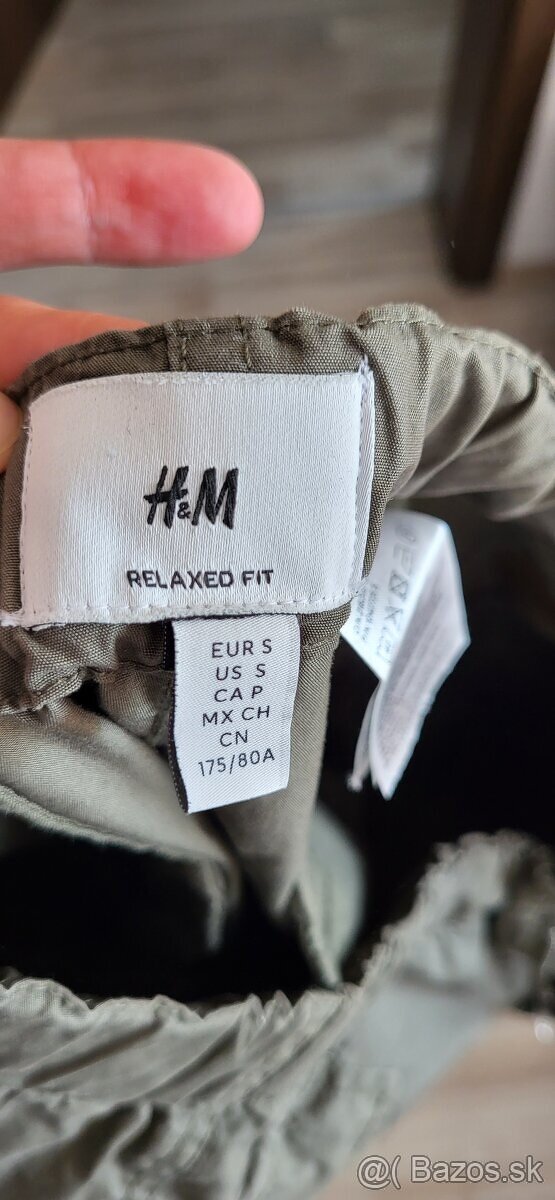 H&M
RELAXED FIT
EUR S
US S
CA P
MX CH
CN
175/80A
@( Bazos.sk